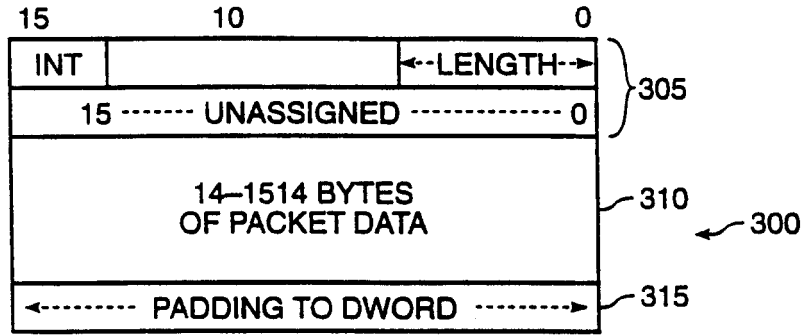 15 10 0
INT LENGTH
305
15 UNASSIGNED 0
14–1514 BYTES
OF PACKET DATA
310
300
PADDING TO DWORD
315